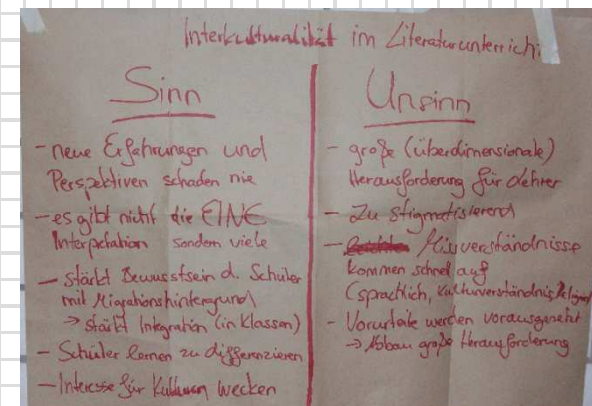 Interkulturalität im Literaturunterricht
Sinn
- neue Erfahrungen und
Perspektiven schaden nie
- es gibt nicht die EINE
Interpetation sondern viele
- stärkt Bewusstsein d. Schüler
mit Migrationshintergrund
→ stärkt Integration (in Klassen)
- Schüler lernen zu differenzieren
- Interesse für Kulturen wecken
Unsinn
- große (überdimensionale)
Herausforderung für Lehrer
- Zu stigmatisierend
- Missverständnisse
kommen schnell auf
(sprachlich, Kulturverständnis, Religion)
- Vorurteile werden vorausgesetzt
→ Abbau große Herausforderung